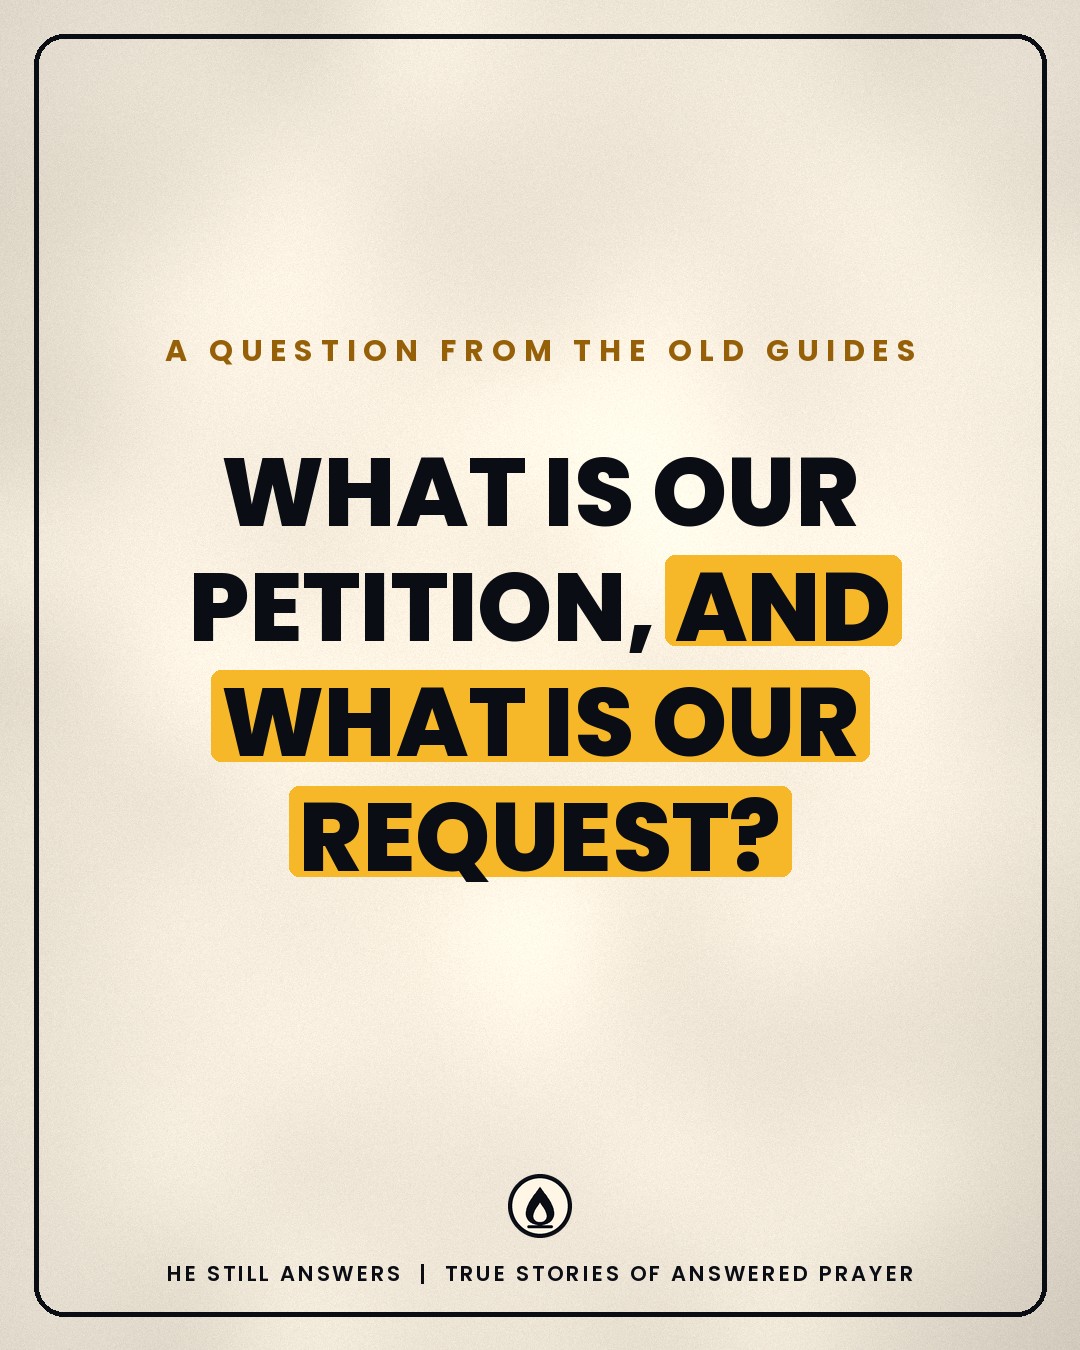 A QUESTION FROM THE OLD GUIDES
WHAT IS OUR
PETITION, AND
WHAT IS OUR
REQUEST?
HE STILL ANSWERS | TRUE STORIES OF ANSWERED PRAYER